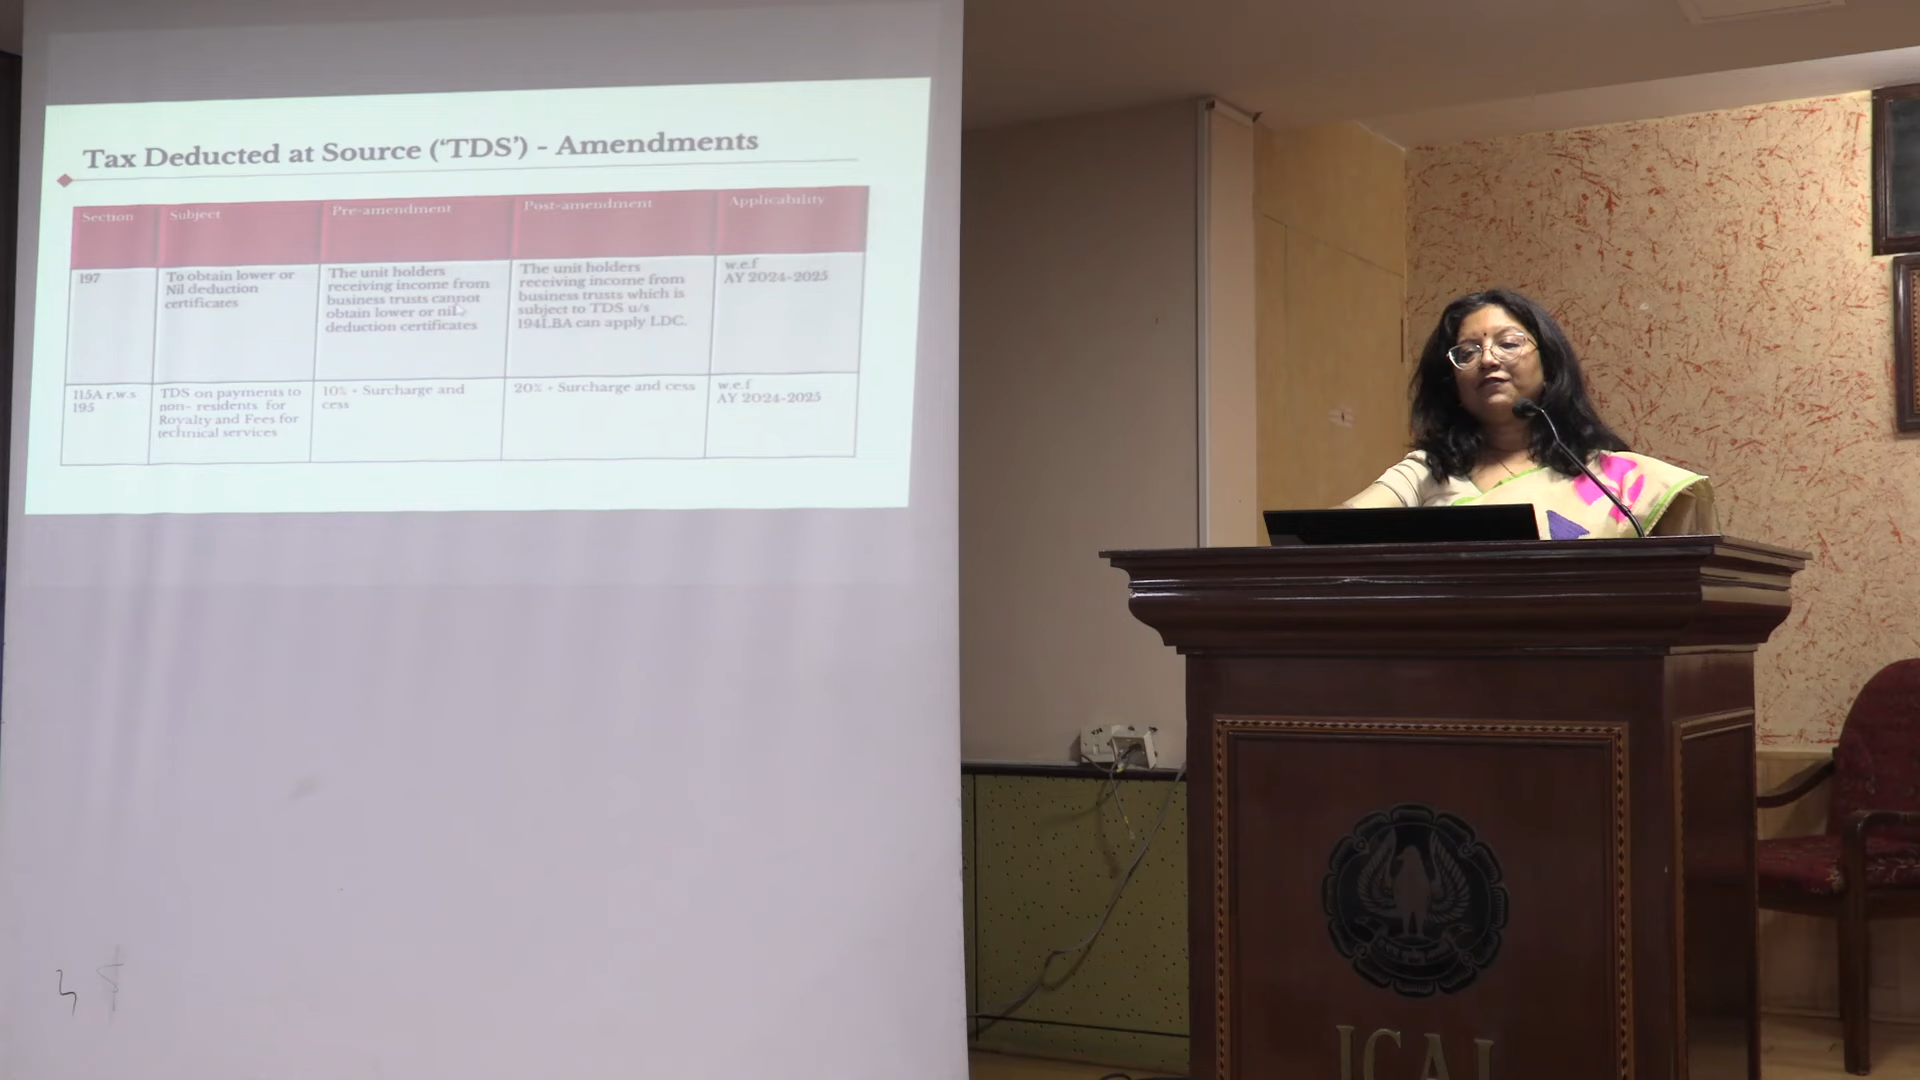 Tax Deducted at Source ('TDS') - Amendments
Section
Subject
Pre-amendment
Post-amendment
Applicability
197
To obtain lower or
Nil deduction
certificates
The unit holders
receiving income from
business trusts cannot
obtain lower or nil
deduction certificates
The unit holders
receiving income from
business trusts which is
subject to TDS u/s
194LBA can apply LDC.
w.e.f
AY 2024-2025
115A r.w.s
195
TDS on payments to
non- residents for
Royalty and Fees for
technical services
10% + Surcharge and
cess
20% + Surcharge and cess
w.e.f
AY 2024-2025
ICAI